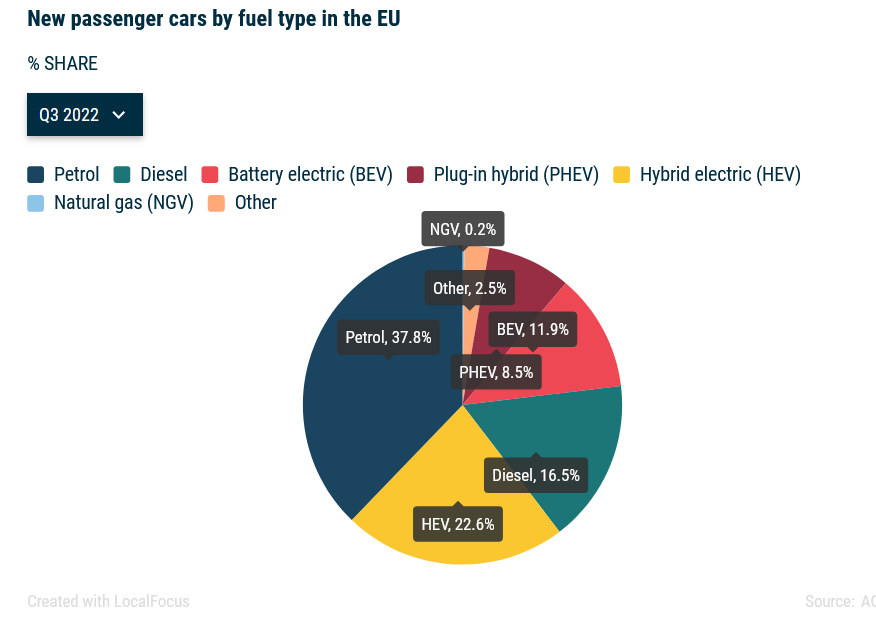 New passenger cars by fuel type in the EU
% SHARE
Q3 2022
Petrol Diesel Battery electric (BEV) Plug-in hybrid (PHEV) Hybrid electric (HEV)
Natural gas (NGV) Other
NGV, 0.2%
Other, 2.5%
BEV, 11.9%
Petrol, 37.8%
PHEV, 8.5%
Diesel, 16.5%
HEV, 22.6%
Created with LocalFocus Source: